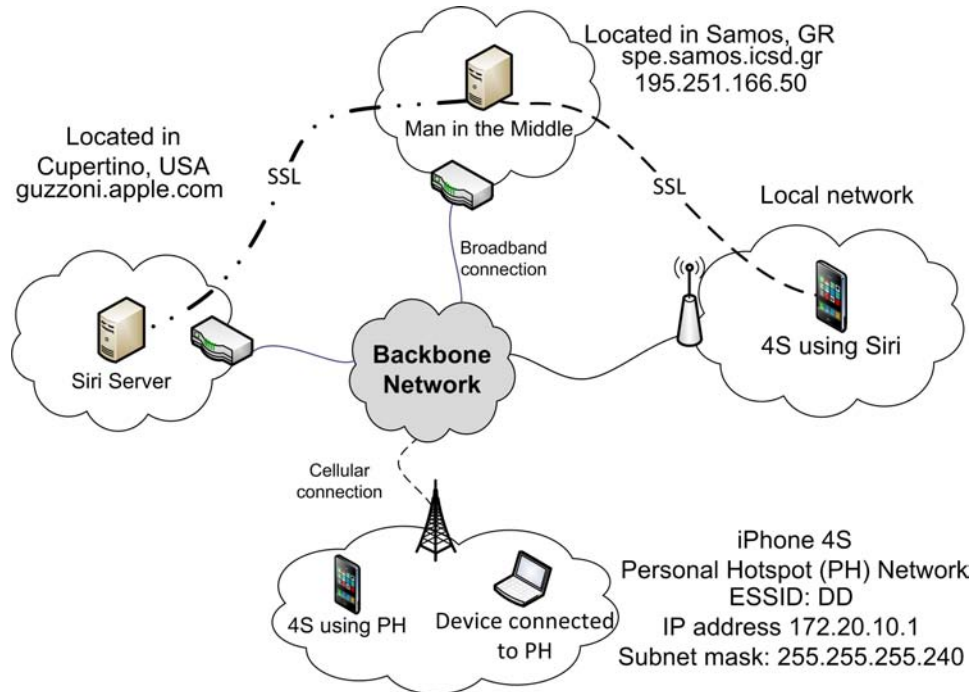 Located in Samos, GR
spe.samos.icsd.gr
195.251.166.50
Man in the Middle
Located in
Cupertino, USA
guzzoni.apple.com
SSL
SSL
Local network
Broadband
connection
4S using Siri
Siri Server
Backbone
Network
Cellular
connection
4S using PH
Device connected
to PH
iPhone 4S
Personal Hotspot (PH) Network
ESSID: DD
IP address 172.20.10.1
Subnet mask: 255.255.255.240